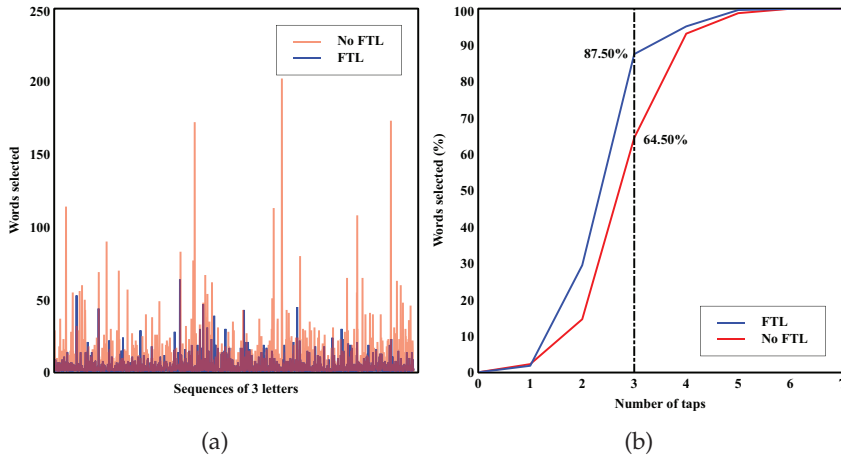 250
200
150
100
50
0
Words selected
Sequences of 3 letters
No FTL
FTL
(a)
100
90
80
70
60
50
40
30
20
10
0
Words selected (%)
87.50%
64.50%
FTL
No FTL
0 1 2 3 4 5 6 7
Number of taps
(b)